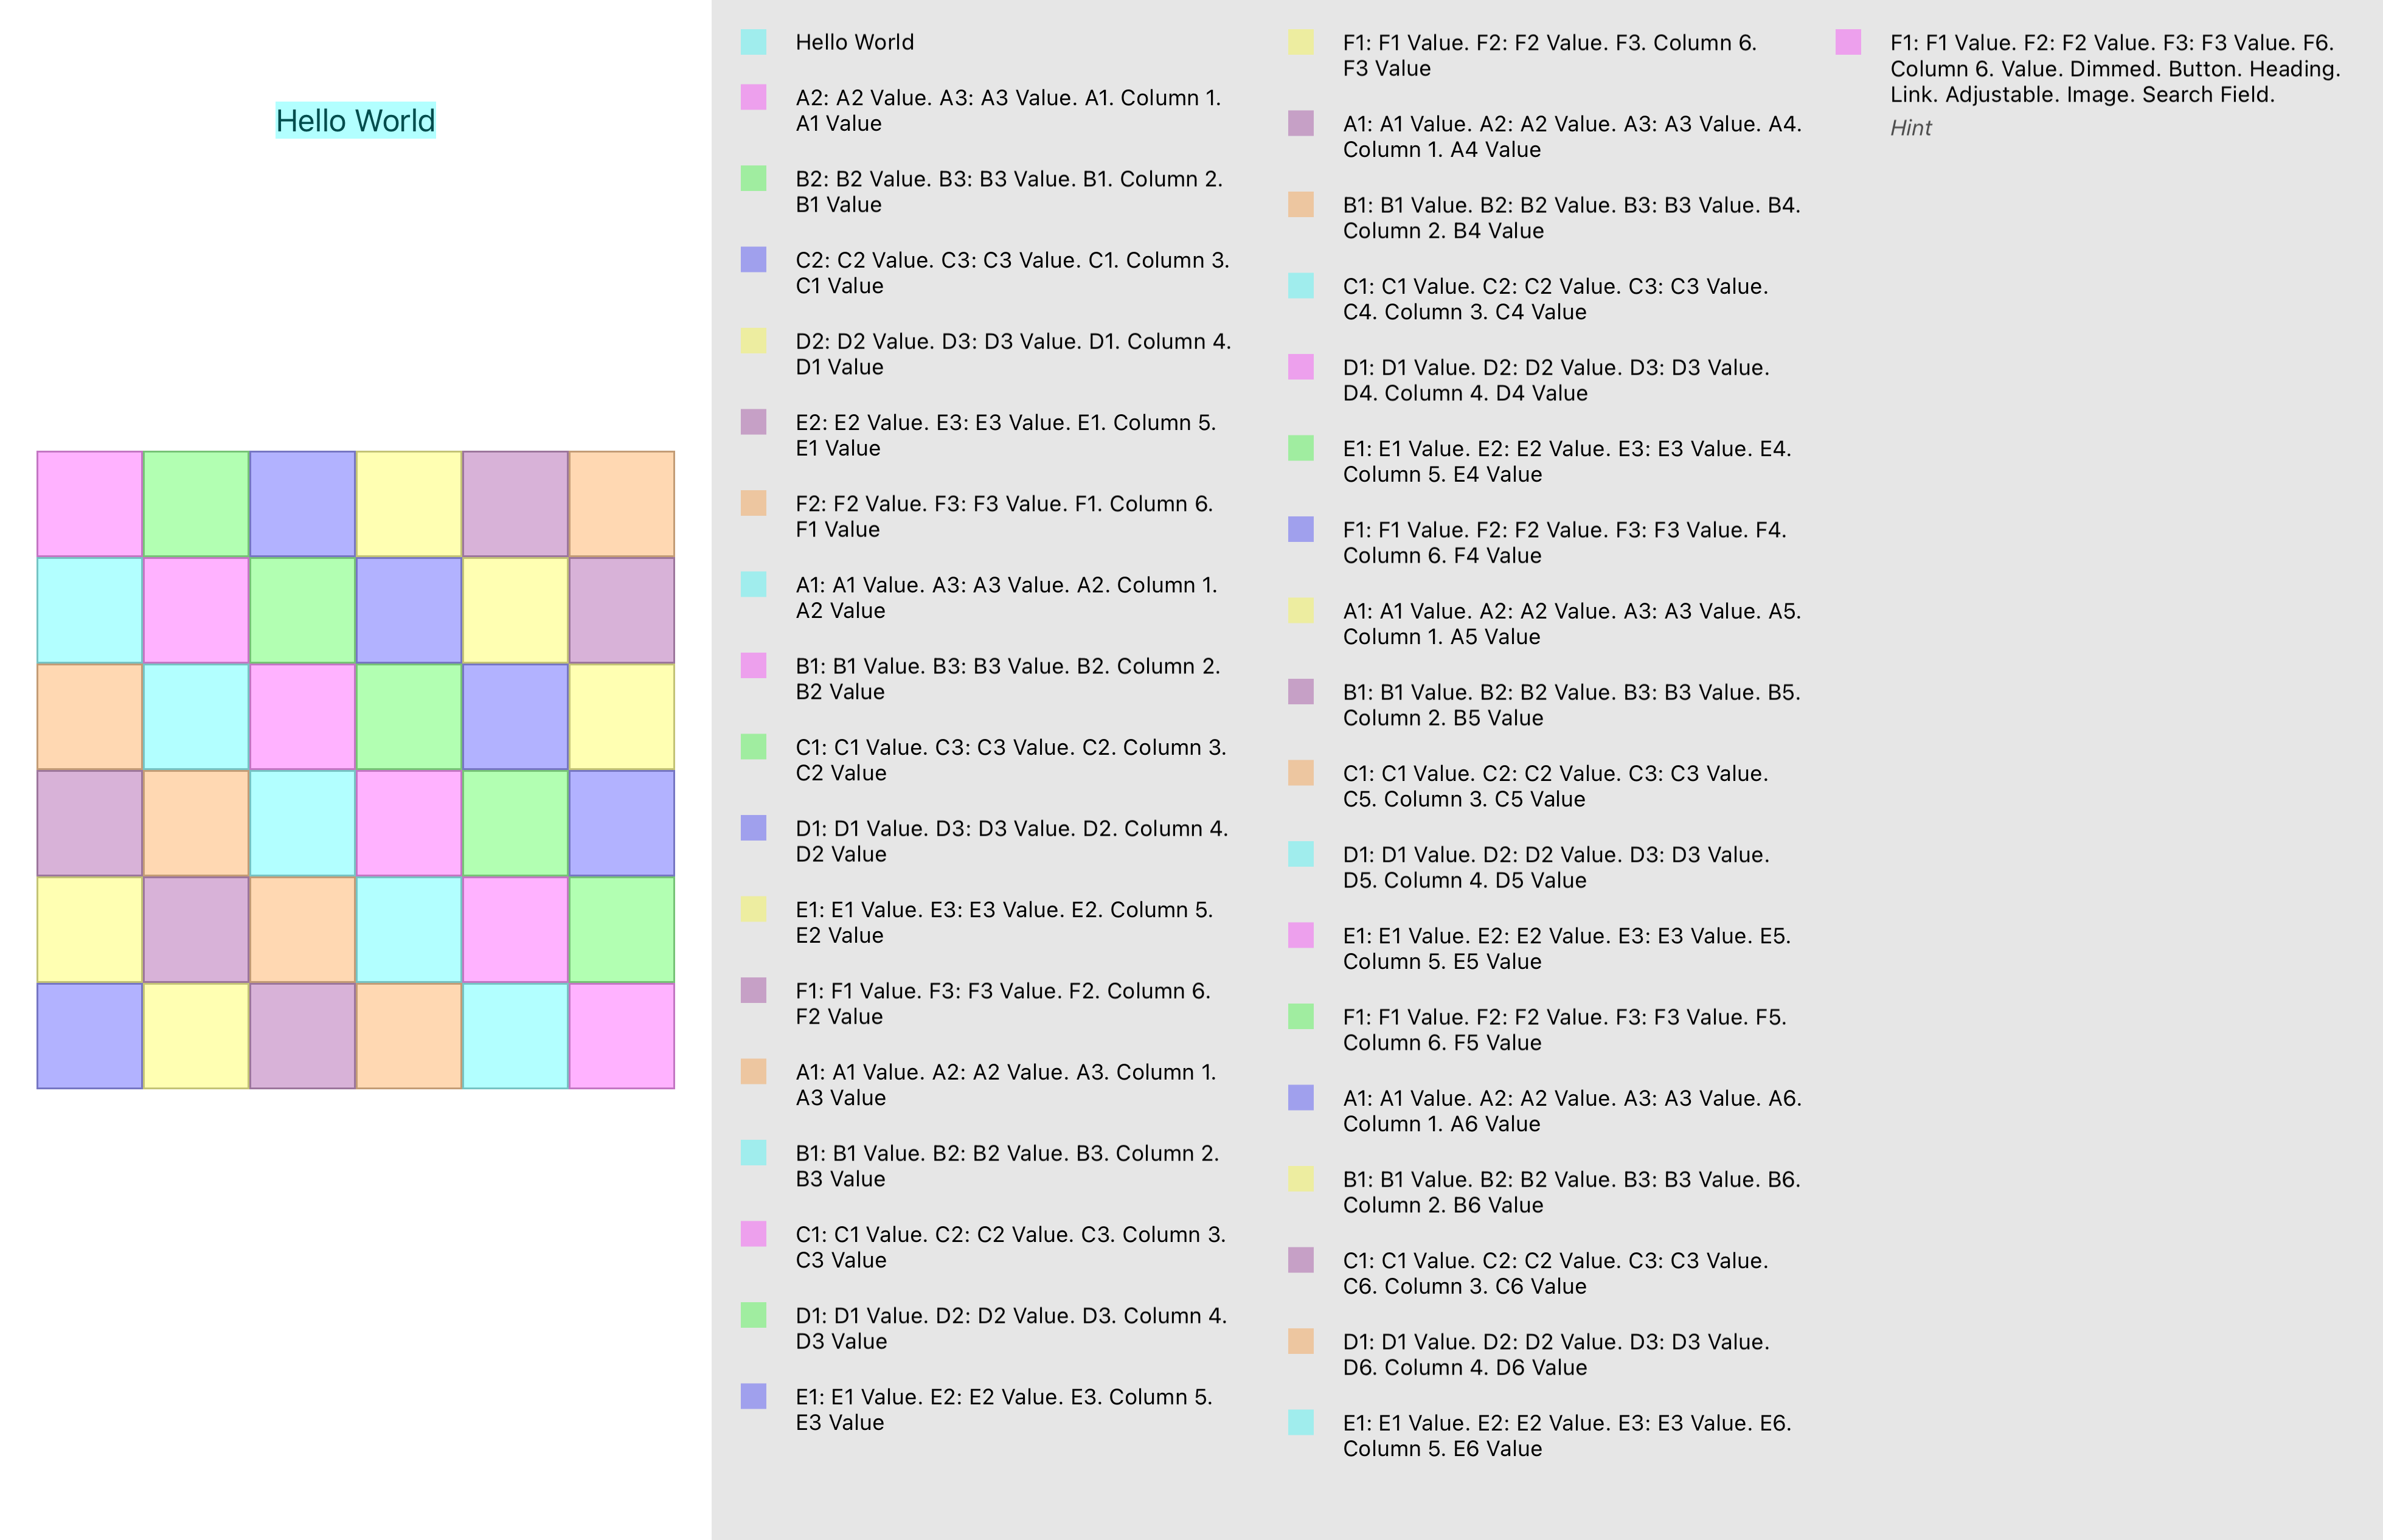 Hello World
Hello World
A2: A2 Value. A3: A3 Value. A1. Column 1.
A1 Value
B2: B2 Value. B3: B3 Value. B1. Column 2.
B1 Value
C2: C2 Value. C3: C3 Value. C1. Column 3.
C1 Value
D2: D2 Value. D3: D3 Value. D1. Column 4.
D1 Value
E2: E2 Value. E3: E3 Value. E1. Column 5.
E1 Value
F2: F2 Value. F3: F3 Value. F1. Column 6.
F1 Value
A1: A1 Value. A3: A3 Value. A2. Column 1.
A2 Value
B1: B1 Value. B3: B3 Value. B2. Column 2.
B2 Value
C1: C1 Value. C3: C3 Value. C2. Column 3.
C2 Value
D1: D1 Value. D3: D3 Value. D2. Column 4.
D2 Value
E1: E1 Value. E3: E3 Value. E2. Column 5.
E2 Value
F1: F1 Value. F3: F3 Value. F2. Column 6.
F2 Value
A1: A1 Value. A2: A2 Value. A3. Column 1.
A3 Value
B1: B1 Value. B2: B2 Value. B3. Column 2.
B3 Value
C1: C1 Value. C2: C2 Value. C3. Column 3.
C3 Value
D1: D1 Value. D2: D2 Value. D3. Column 4.
D3 Value
E1: E1 Value. E2: E2 Value. E3. Column 5.
E3 Value
F1: F1 Value. F2: F2 Value. F3. Column 6.
F3 Value
A1: A1 Value. A2: A2 Value. A3: A3 Value. A4.
Column 1. A4 Value
B1: B1 Value. B2: B2 Value. B3: B3 Value. B4.
Column 2. B4 Value
C1: C1 Value. C2: C2 Value. C3: C3 Value.
C4. Column 3. C4 Value
D1: D1 Value. D2: D2 Value. D3: D3 Value.
D4. Column 4. D4 Value
E1: E1 Value. E2: E2 Value. E3: E3 Value. E4.
Column 5. E4 Value
F1: F1 Value. F2: F2 Value. F3: F3 Value. F4.
Column 6. F4 Value
A1: A1 Value. A2: A2 Value. A3: A3 Value. A5.
Column 1. A5 Value
B1: B1 Value. B2: B2 Value. B3: B3 Value. B5.
Column 2. B5 Value
C1: C1 Value. C2: C2 Value. C3: C3 Value.
C5. Column 3. C5 Value
D1: D1 Value. D2: D2 Value. D3: D3 Value.
D5. Column 4. D5 Value
E1: E1 Value. E2: E2 Value. E3: E3 Value. E5.
Column 5. E5 Value
F1: F1 Value. F2: F2 Value. F3: F3 Value. F5.
Column 6. F5 Value
A1: A1 Value. A2: A2 Value. A3: A3 Value. A6.
Column 1. A6 Value
B1: B1 Value. B2: B2 Value. B3: B3 Value. B6.
Column 2. B6 Value
C1: C1 Value. C2: C2 Value. C3: C3 Value.
C6. Column 3. C6 Value
D1: D1 Value. D2: D2 Value. D3: D3 Value.
D6. Column 4. D6 Value
E1: E1 Value. E2: E2 Value. E3: E3 Value. E6.
Column 5. E6 Value
F1: F1 Value. F2: F2 Value. F3: F3 Value. F6.
Column 6. Value. Dimmed. Button. Heading.
Link. Adjustable. Image. Search Field.
Hint